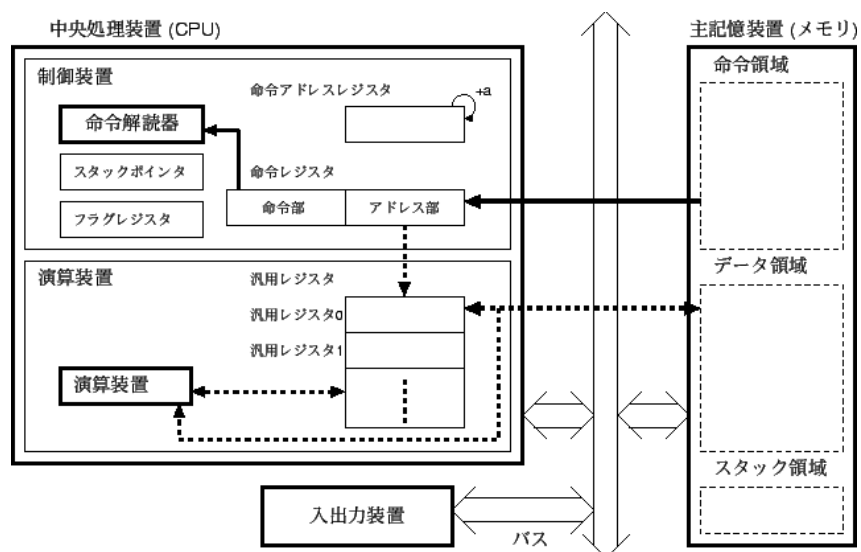 中央処理装置 (CPU)
主記憶装置 (メモリ)
制御装置
命令アドレスレジスタ
+a
命令領域
命令解読器
スタックポインタ
命令レジスタ
フラグレジスタ
命令部
アドレス部
データ領域
演算装置
汎用レジスタ
汎用レジスタ0
汎用レジスタ1
演算装置
スタック領域
入出力装置
バス